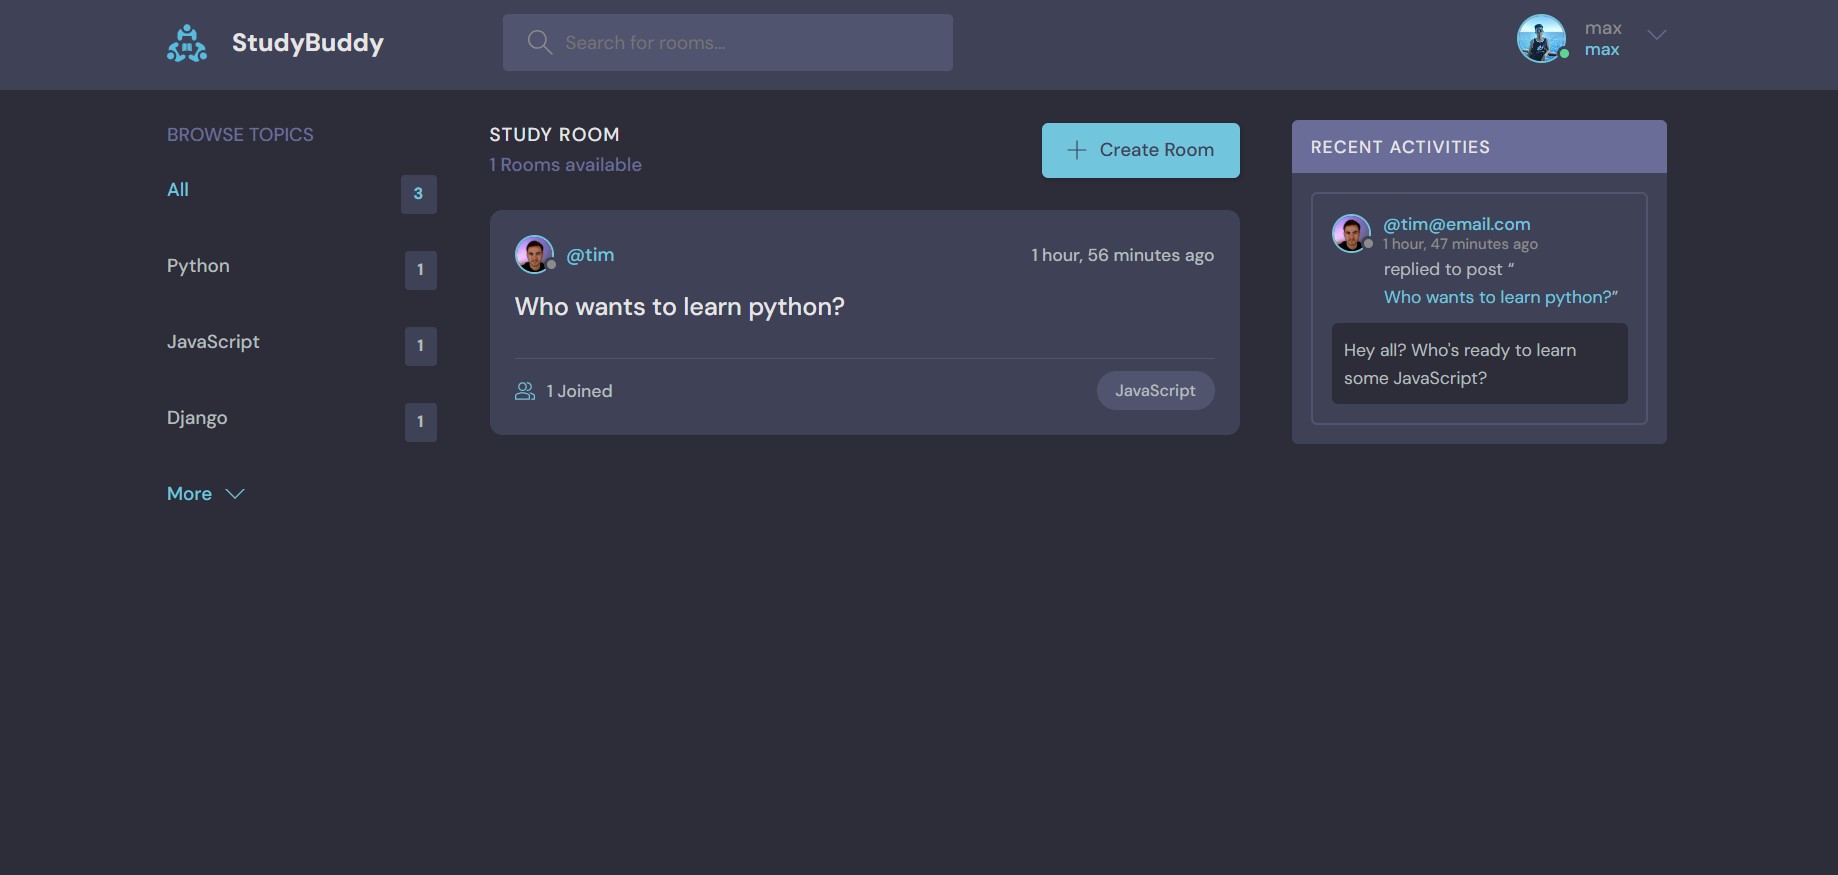 StudyBuddy
Search for rooms...
max
max
BROWSE TOPICS
All
3
Python
1
JavaScript
1
Django
1
More
STUDY ROOM
1 Rooms available
Create Room
@tim
1 hour, 56 minutes ago
Who wants to learn python?
1 Joined
JavaScript
RECENT ACTIVITIES
@tim@email.com
1 hour, 47 minutes ago
replied to post “
Who wants to learn python?”
Hey all? Who's ready to learn
some JavaScript?